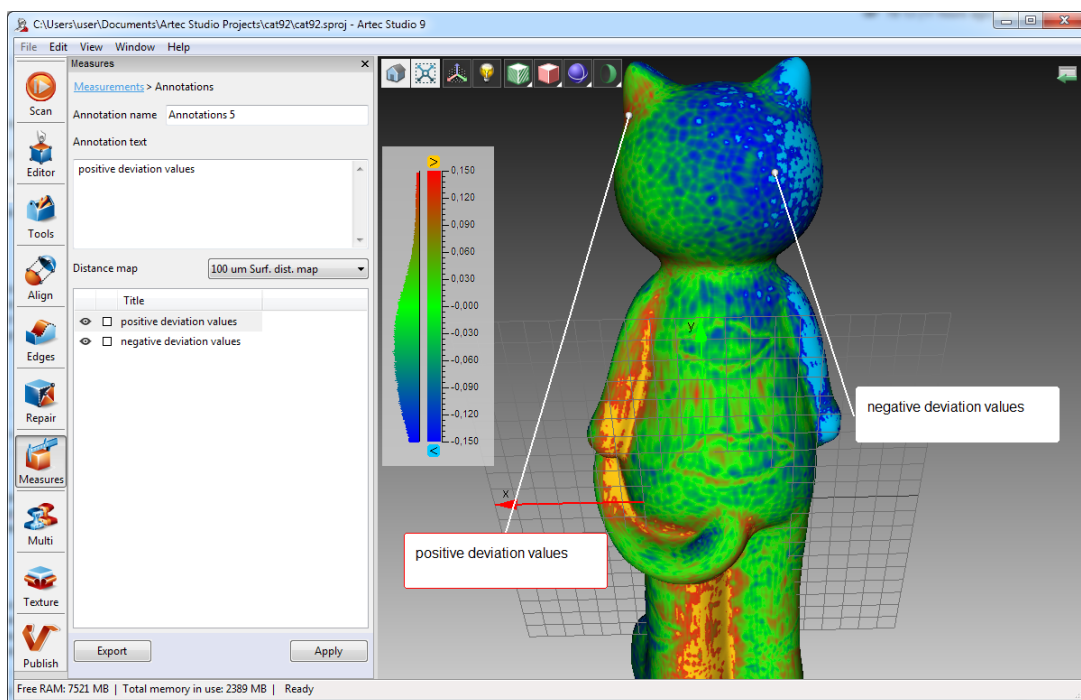 C:\Users\user\Documents\Artec Studio Projects\cat92\cat92.sproj - Artec Studio 9
File Edit View Window Help
Measures
Measurements > Annotations
Annotation name Annotations 5
Annotation text
positive deviation values
Distance map 100 um Surf. dist. map
Title
positive deviation values
negative deviation values
Export Apply
Scan
Editor
Tools
Align
Edges
Repair
Measures
Multi
Texture
Publish
>
0,150
0,120
0,090
0,060
0,030
-0,000
-0,030
-0,060
-0,090
-0,120
-0,150
<
y
x
negative deviation values
positive deviation values
Free RAM: 7521 MB | Total memory in use: 2389 MB | Ready